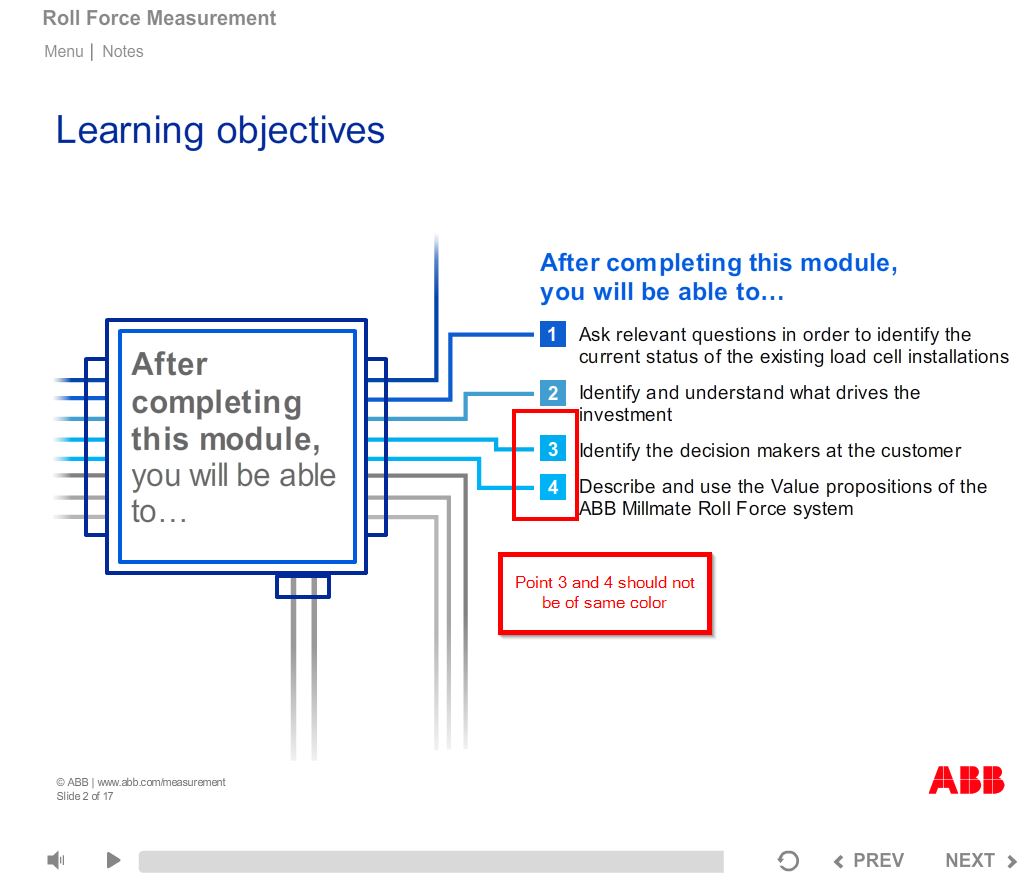 Roll Force Measurement
Menu | Notes
Learning objectives
After
completing
this module,
you will be able
to…
After completing this module,
you will be able to…
1 Ask relevant questions in order to identify the
current status of the existing load cell installations
2 Identify and understand what drives the
investment
3 Identify the decision makers at the customer
4 Describe and use the Value propositions of the
ABB Millmate Roll Force system
Point 3 and 4 should not
be of same color
© ABB | www.abb.com/measurement
Slide 2 of 17
ABB
PREV NEXT